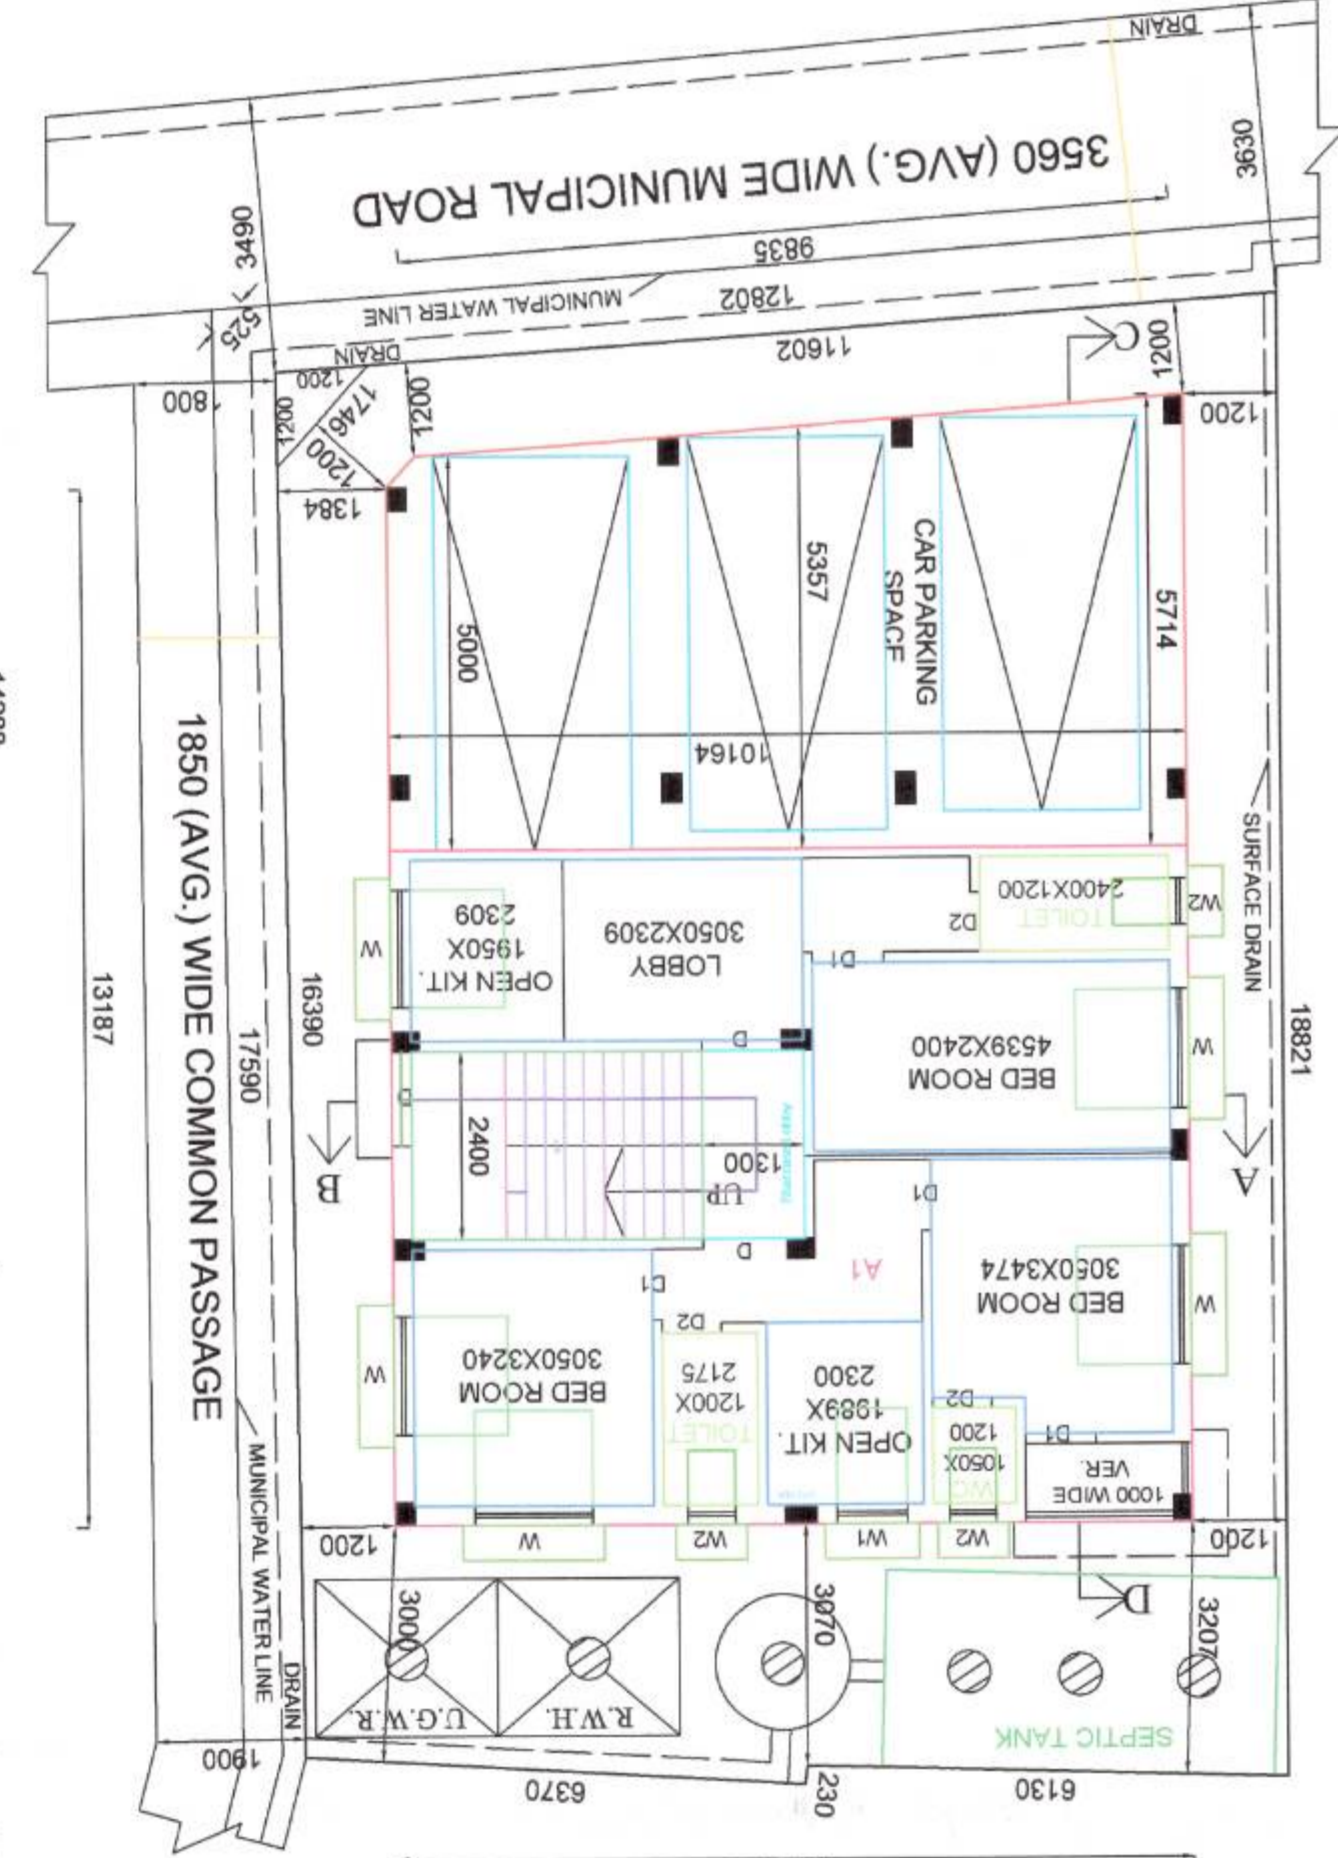 DRAIN
3560 (AVG.) WIDE MUNICIPAL ROAD
3630
3490
525
9835
12802
MUNICIPAL WATER LINE
DRAIN
11602
C
1200
1200
1200
1200
1746
1200
1200
1384
800
CAR PARKING
SPACE
5000
5357
5714
10164
13187
1850 (AVG.) WIDE COMMON PASSAGE
17590
16390
SURFACE DRAIN
18821
OPEN KIT.
1950X
2309
LOBBY
3050X2309
TOILET
2400X1200
W2
W
D2
D1
BED ROOM
4539X2400
W
D
D
B
A
2400
1300
UP
D
D1
A1
D1
BED ROOM
3050X3474
W
BED ROOM
3050X3240
W
D2
TOILET
1200X
2175
OPEN KIT.
1989X
2300
D2
WC
1050X
1200
D1
1000 WIDE
VER.
1200
W
W2
W1
W2
1200
D
3000
3070
3207
MUNICIPAL WATER LINE
DRAIN
U.G.W.R.
R.W.H.
SEPTIC TANK
1900
6370
230
6130